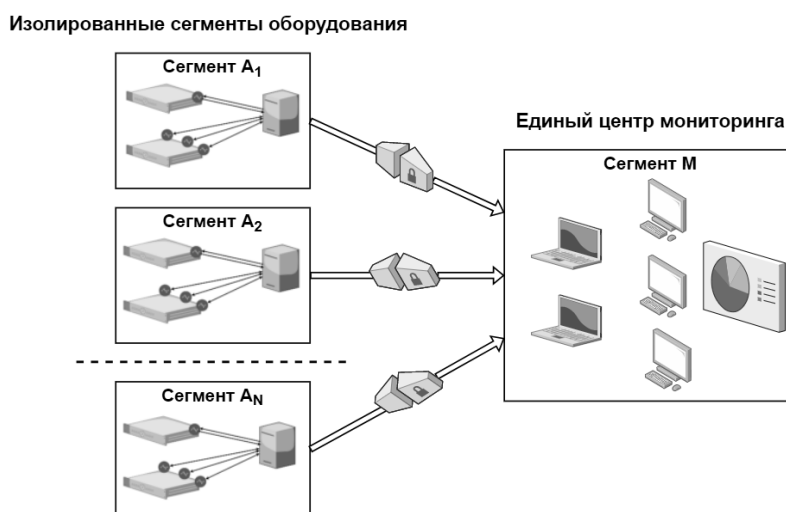 Изолированные сегменты оборудования
Сегмент A1
Единый центр мониторинга
Сегмент M
Сегмент A2
Сегмент AN